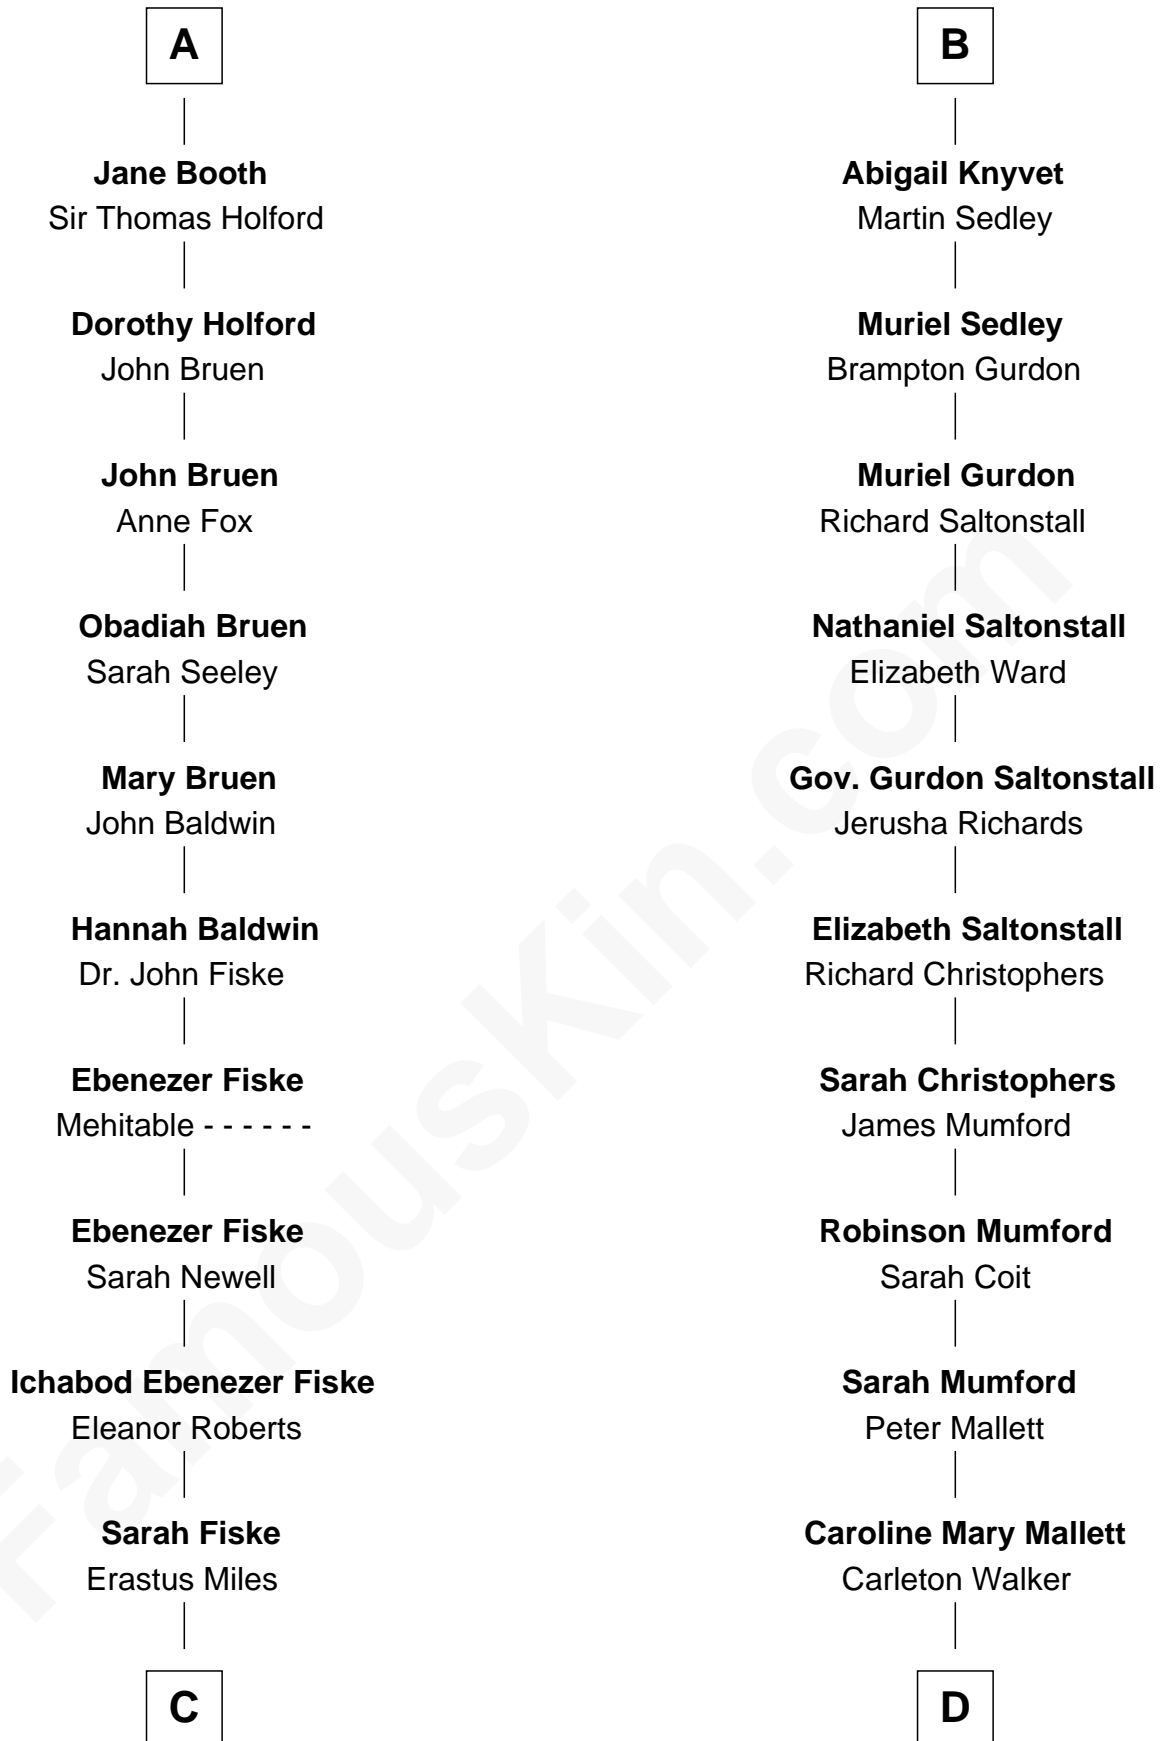 A
Jane Booth
Sir Thomas Holford
Dorothy Holford
John Bruen
John Bruen
Anne Fox
Obadiah Bruen
Sarah Seeley
Mary Bruen
John Baldwin
Hannah Baldwin
Dr. John Fiske
Ebenezer Fiske
Mehitable - - - - - -
Ebenezer Fiske
Sarah Newell
Ichabod Ebenezer Fiske
Eleanor Roberts
Sarah Fiske
Erastus Miles
C
B
Abigail Knyvet
Martin Sedley
Muriel Sedley
Brampton Gurdon
Muriel Gurdon
Richard Saltonstall
Nathaniel Saltonstall
Elizabeth Ward
Gov. Gurdon Saltonstall
Jerusha Richards
Elizabeth Saltonstall
Richard Christophers
Sarah Christophers
James Mumford
Robinson Mumford
Sarah Coit
Sarah Mumford
Peter Mallett
Caroline Mary Mallett
Carleton Walker
D
FamousKin.com